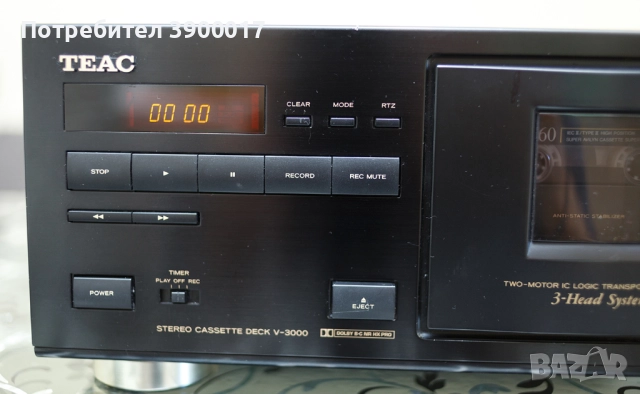 Потребител 3900017
TEAC
00 00
CLEAR MODE RTZ
STOP ▶ ⏸ RECORD REC MUTE
◀◀ ▶▶
TIMER
PLAY OFF REC
POWER
EJECT
STEREO CASSETTE DECK V-3000
DOLBY B-C NR HX PRO
60
ANTI-STATIC
TWO-MOTOR IC LOGIC TRANSPO
3-Head System
BAZAR